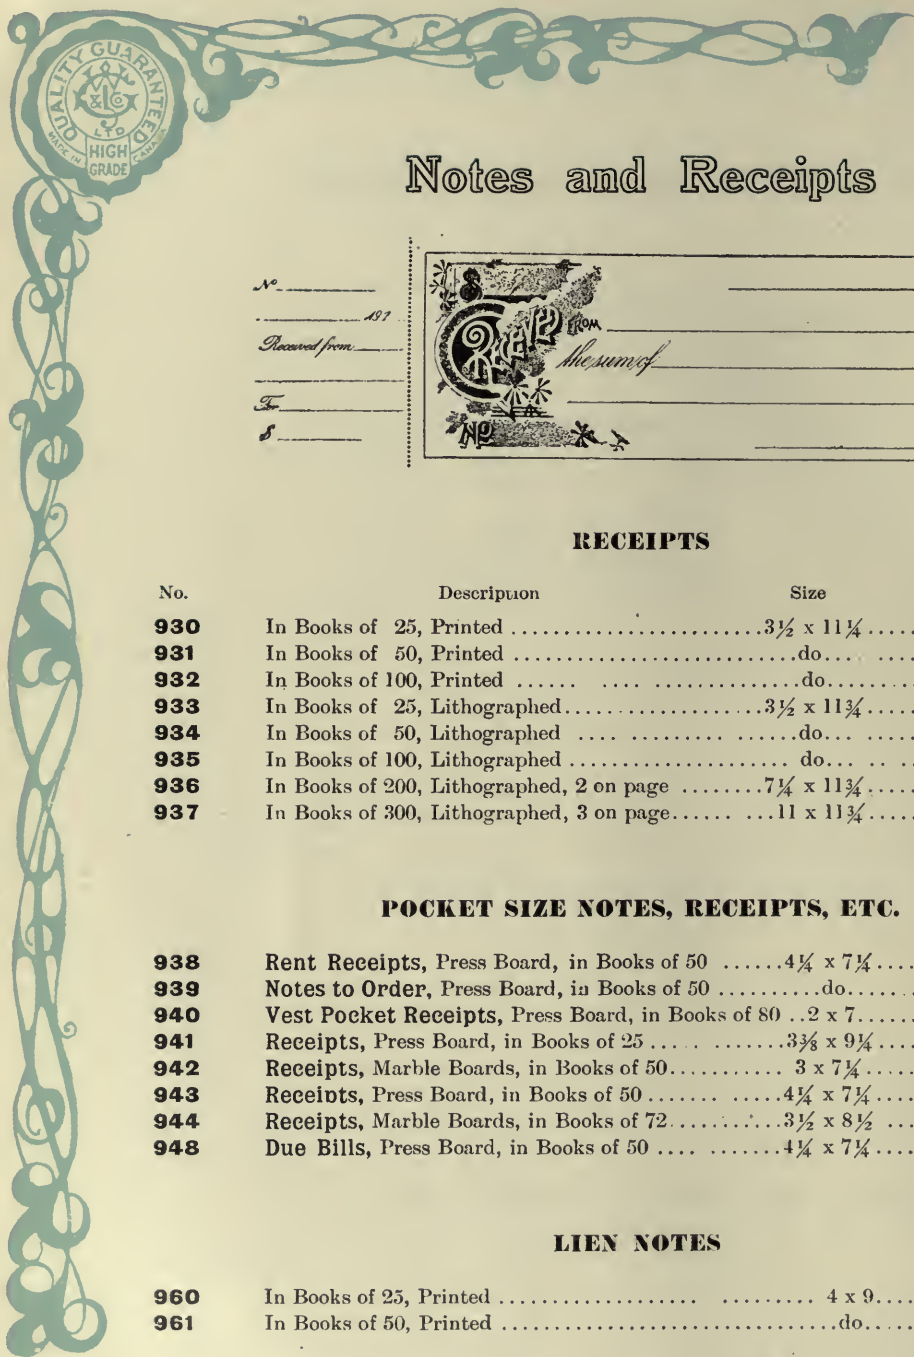 QUALITY GUARANTEED
LTD
HIGH
GRADE
MADE IN CANADA
Notes and Receipts
No
191
Received from
For
$
$
RECEIVED FROM
the sum of
No
RECEIPTS
No. Description Size
930 In Books of 25, Printed 3½ x 11¼
931 In Books of 50, Printed do
932 In Books of 100, Printed do
933 In Books of 25, Lithographed 3½ x 11¾
934 In Books of 50, Lithographed do
935 In Books of 100, Lithographed do
936 In Books of 200, Lithographed, 2 on page 7¼ x 11¾
937 In Books of 300, Lithographed, 3 on page 11 x 11¾
POCKET SIZE NOTES, RECEIPTS, ETC.
938 Rent Receipts, Press Board, in Books of 50 4¼ x 7¼
939 Notes to Order, Press Board, in Books of 50 do
940 Vest Pocket Receipts, Press Board, in Books of 80 2 x 7
941 Receipts, Press Board, in Books of 25 3⅜ x 9¼
942 Receipts, Marble Boards, in Books of 50 3 x 7¼
943 Receipts, Press Board, in Books of 50 4¼ x 7¼
944 Receipts, Marble Boards, in Books of 72 3½ x 8½
948 Due Bills, Press Board, in Books of 50 4¼ x 7¼
LIEN NOTES
960 In Books of 25, Printed 4 x 9
961 In Books of 50, Printed do